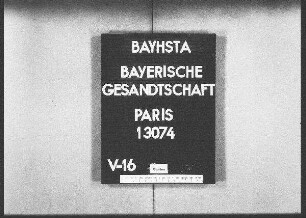 BAYHSTA
BAYERISCHE
GESANDTSCHAFT
PARIS
13074
V-16